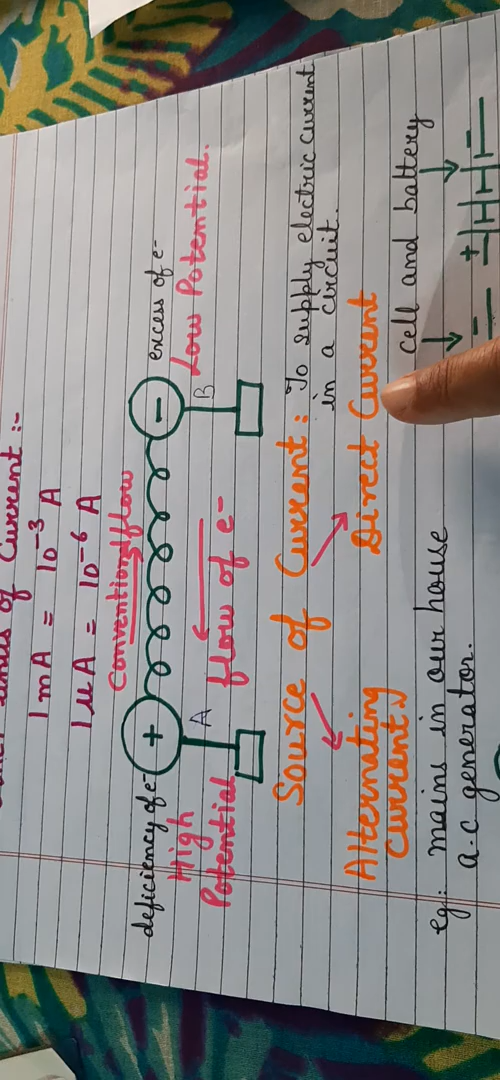 units of Current :-
1 mA = 10⁻³ A
1 μA = 10⁻⁶ A
Conventional flow
deficiency of e⁻
+
−
excess of e⁻
High
Potential
A
B
Low Potential.
flow of e⁻
Source of Current : To supply electric current
in a circuit.
Alternating
Current
Direct Current
eg: mains in our house
a.c generator.
cell and battery
+